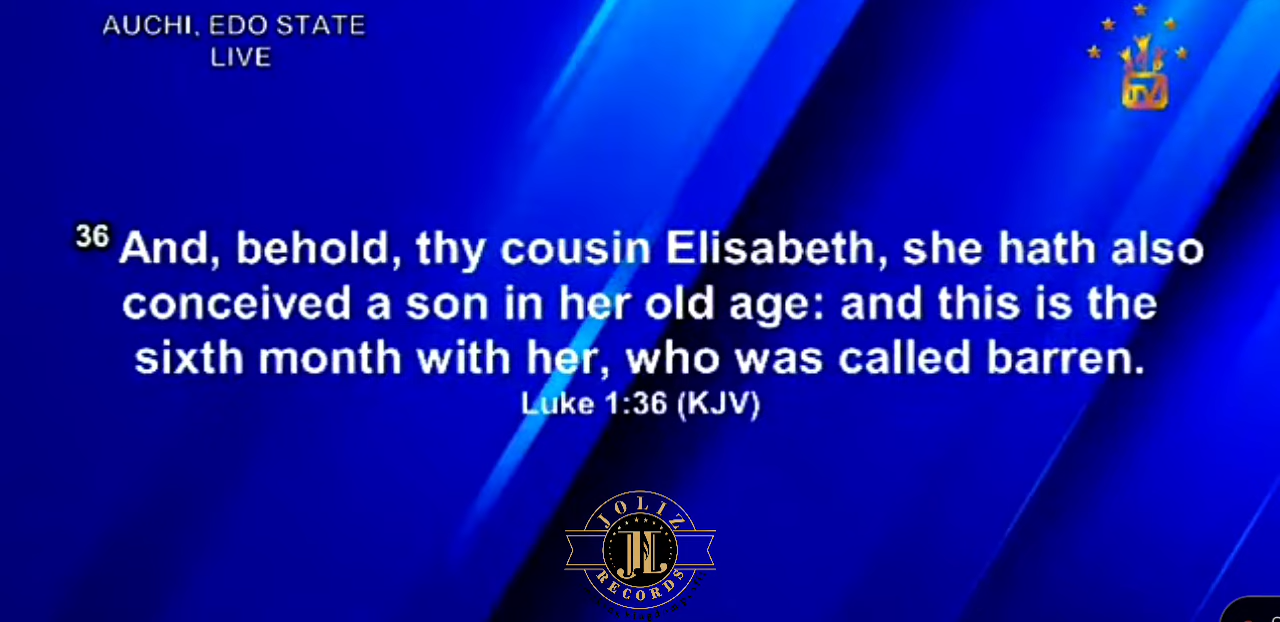 AUCHI, EDO STATE
LIVE
36 And, behold, thy cousin Elisabeth, she hath also
conceived a son in her old age: and this is the
sixth month with her, who was called barren.
Luke 1:36 (KJV)
JOLIZ
JL
RECORDS